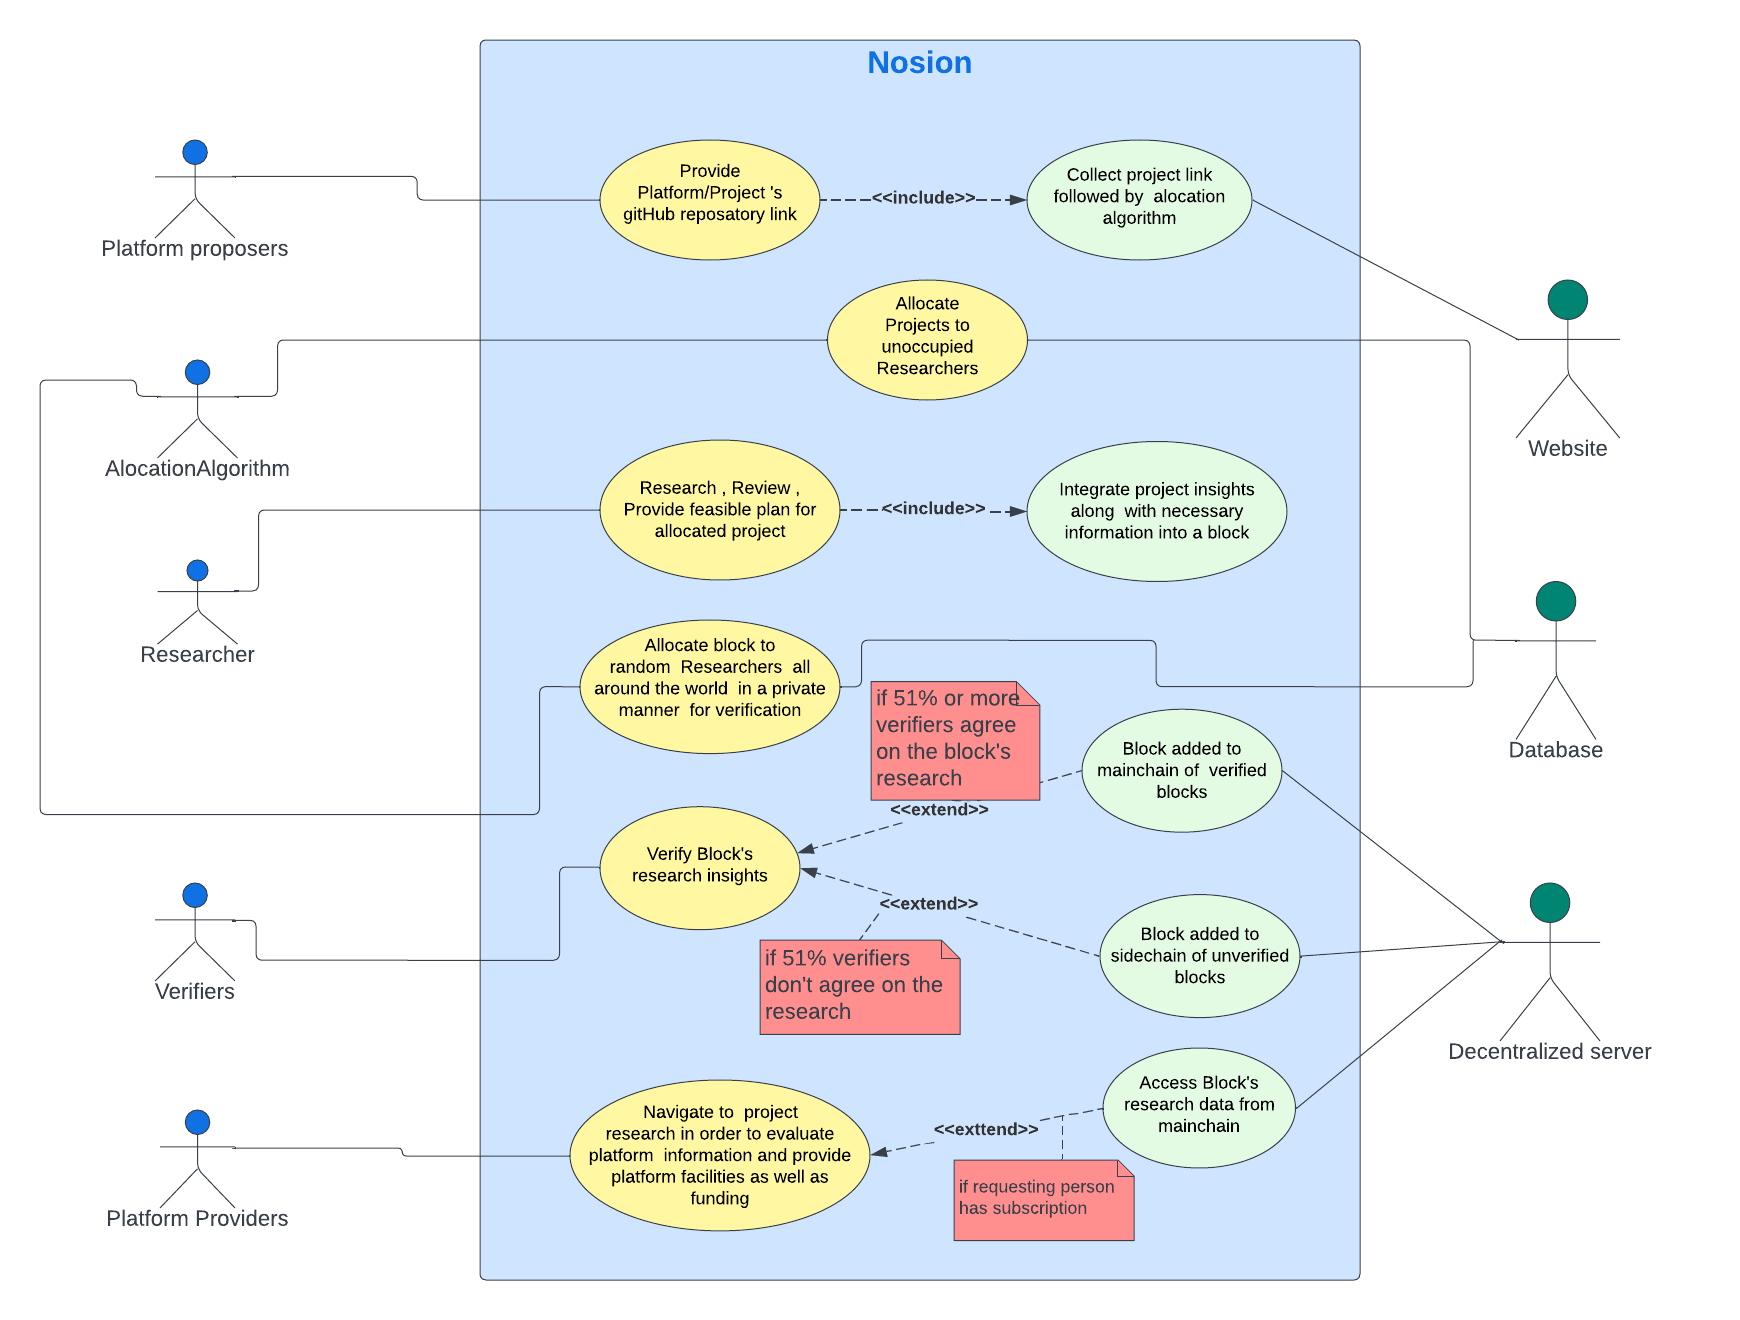 Nosion
Provide
Platform/Project 's
gitHub reposatory link
<<include>>
Collect project link
followed by alocation
algorithm
Platform proposers
Allocate
Projects to
unoccupied
Researchers
AlocationAlgorithm
Website
Research , Review ,
Provide feasible plan for
allocated project
<<include>>
Integrate project insights
along with necessary
information into a block
Researcher
Allocate block to
random Researchers all
around the world in a private
manner for verification
if 51% or more
verifiers agree
on the block's
research
<<extend>>
Block added to
mainchain of verified
blocks
Database
Verify Block's
research insights
<<extend>>
if 51% verifiers
don't agree on the
research
Block added to
sidechain of unverified
blocks
Verifiers
Decentralized server
Navigate to project
research in order to evaluate
platform information and provide
platform facilities as well as
funding
<<exttend>>
Access Block's
research data from
mainchain
if requesting person
has subscription
Platform Providers